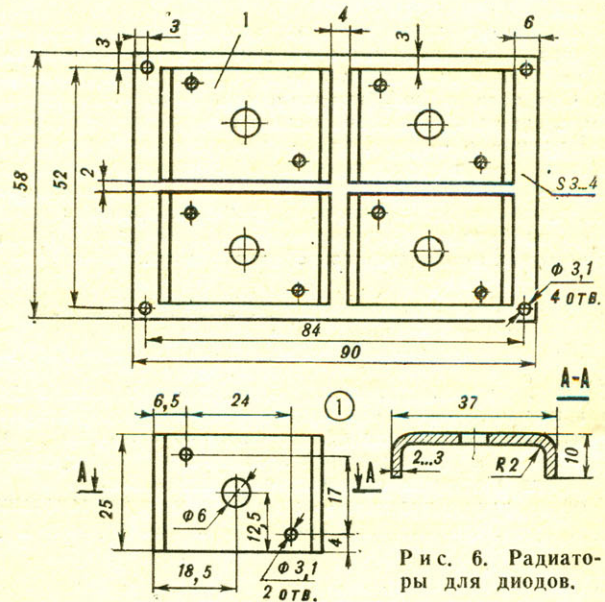 3
1
4
3
6
58
52
2
S 3...4
Ф 3,1
4 отв.
84
90
6,5
24
1
А
А
25
Ф6
12,5
17
4
18,5
Ф 3,1
2 отв.
А-А
37
2...3
R2
10
Рис. 6. Радиато-
ры для диодов.